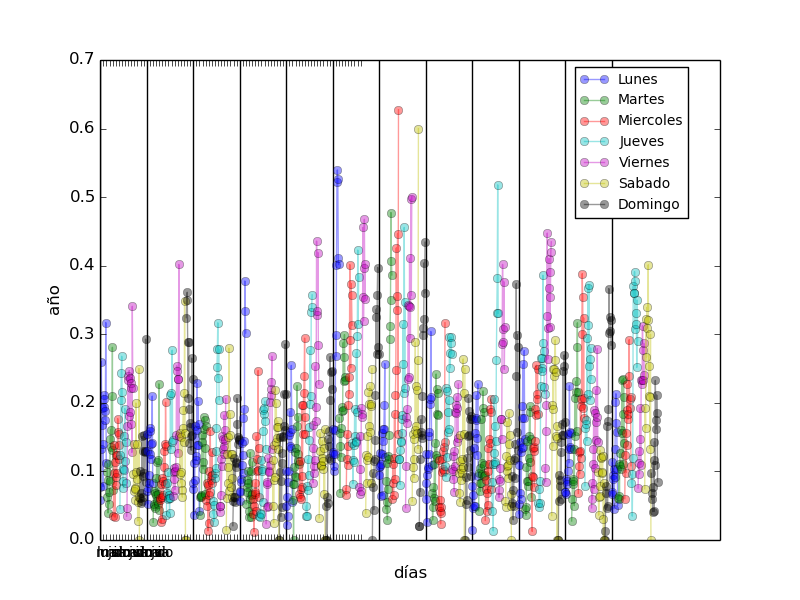 0.7
0.6
0.5
0.4
0.3
0.2
0.1
0.0
año
días
Lunes
Martes
Miercoles
Jueves
Viernes
Sabado
Domingo